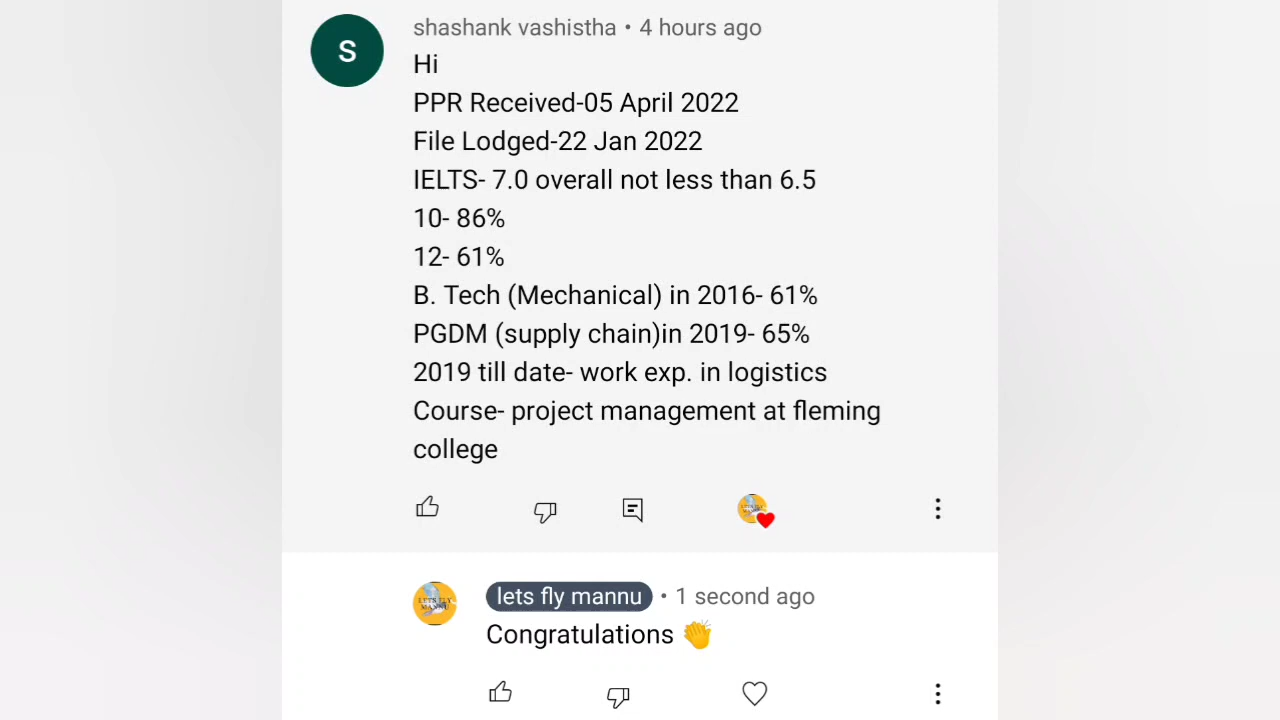 S
shashank vashistha • 4 hours ago
Hi
PPR Received-05 April 2022
File Lodged-22 Jan 2022
IELTS- 7.0 overall not less than 6.5
10- 86%
12- 61%
B. Tech (Mechanical) in 2016- 61%
PGDM (supply chain)in 2019- 65%
2019 till date- work exp. in logistics
Course- project management at fleming
college
LETS FLY
MANNU
lets fly mannu • 1 second ago
Congratulations 👏